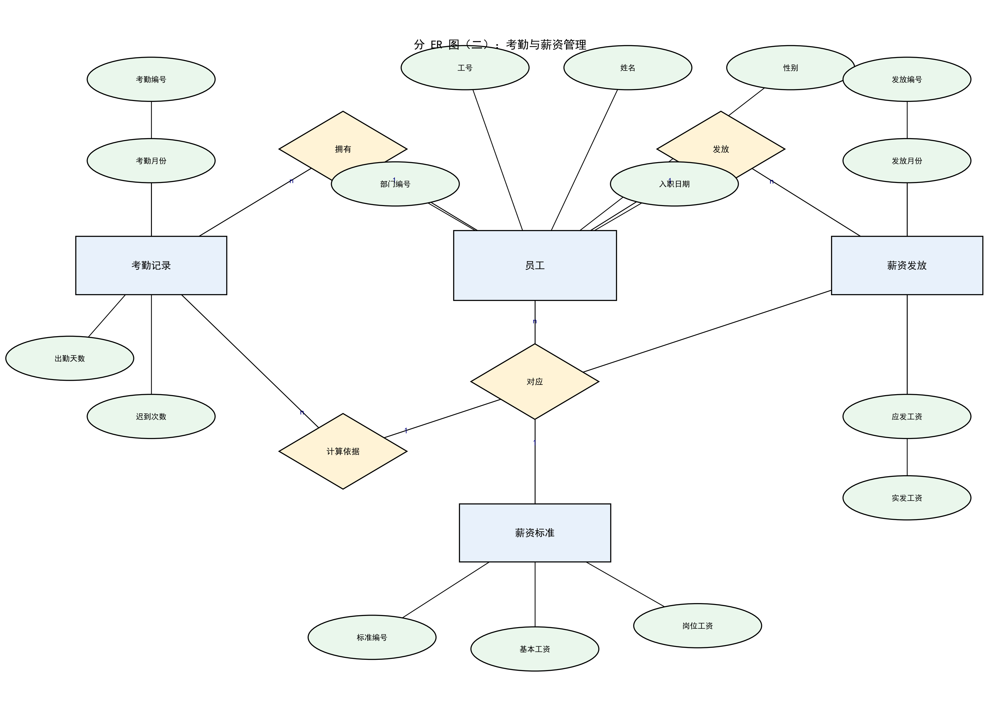 分 ER 图（二）：考勤与薪资管理
工号
姓名
性别
考勤编号
发放编号
拥有
发放
考勤月份
发放月份
n
1
1
n
部门编号
入职日期
考勤记录
员工
薪资发放
n
出勤天数
对应
n
迟到次数
应发工资
1
1
计算依据
实发工资
薪资标准
岗位工资
标准编号
基本工资